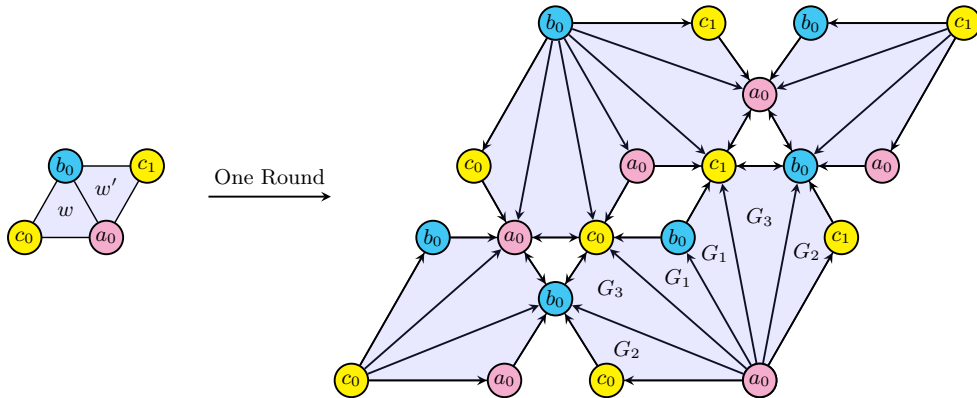 b₀ c₁ b₀ c₁
a₀
b₀ c₁ c₀ a₀ c₁ b₀ a₀
w′
One Round
w
G₃
c₀ a₀ b₀ a₀ c₀ b₀ G₁ G₂ c₁
G₃ G₁
b₀
G₂
c₀ a₀ c₀ a₀